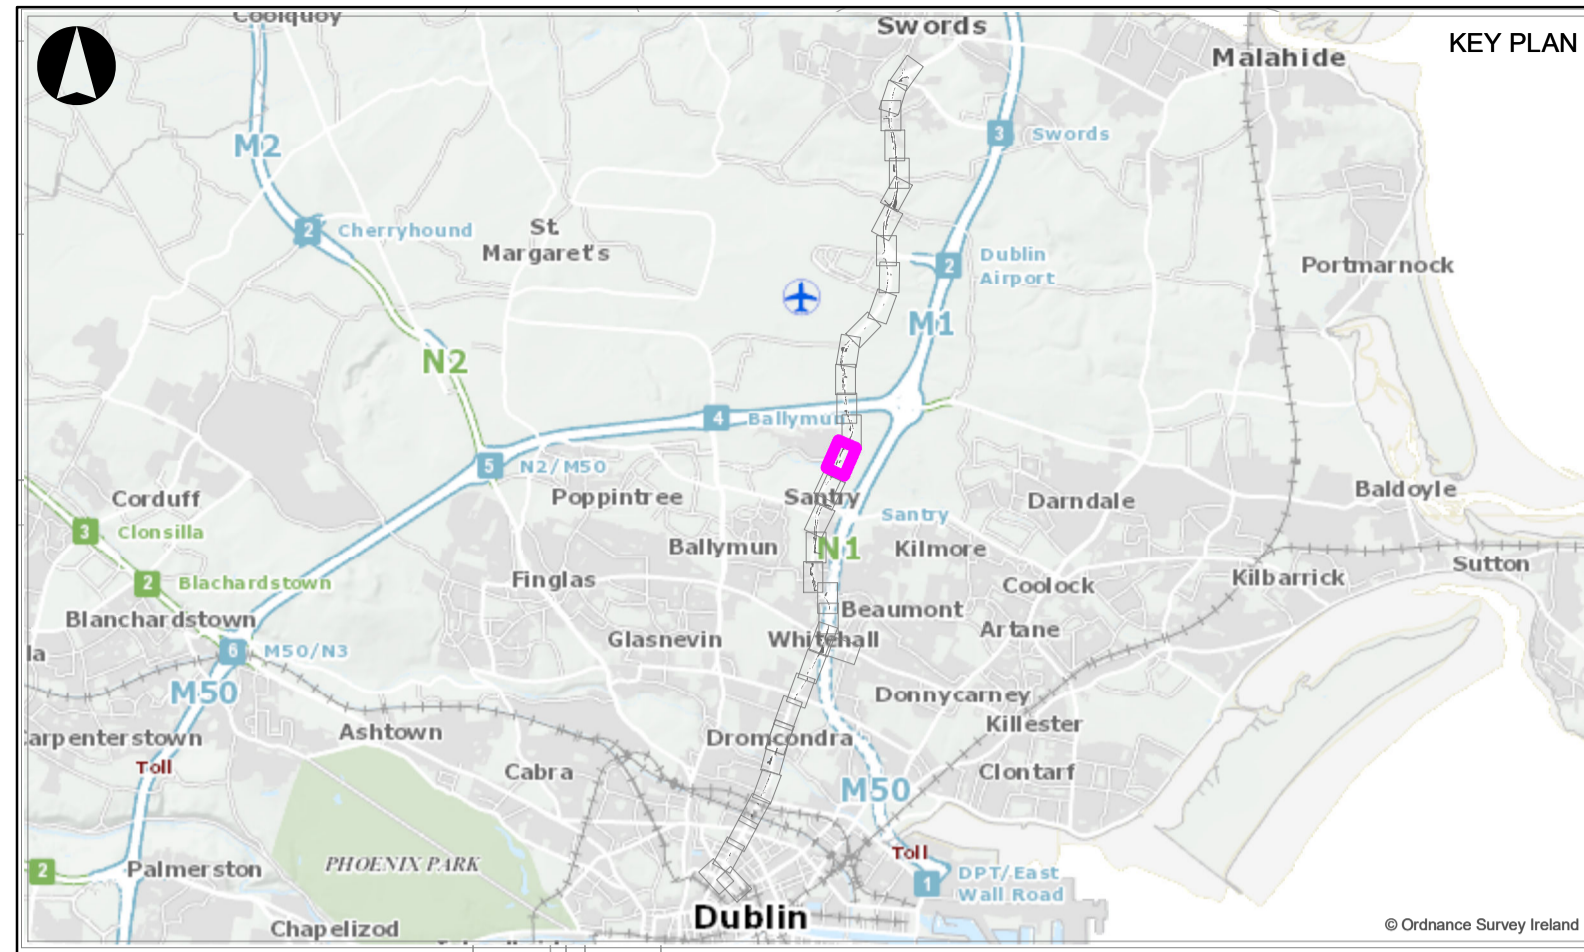 Coolquoy
Swords
KEY PLAN
Malahide
3
Swords
M2
2
Cherryhound
St.
Margaret's
Dublin
Airport
2
Portmarnock
M1
N2
4
Ballymun
5
N2/M50
Corduff
Poppintree
Santry
Darndale
Baldoyle
3
Clonsilla
Santry
Ballymun
N1
Kilmore
Sutton
2
Blachardstown
Finglas
Coolock
Kilbarrick
Blanchardstown
Beaumont
Artane
la
6
M50/N3
Glasnevin
Whitehall
M50
Donnycarney
Killester
arpenterstown
Ashtown
Dromcondra
Toll
Cabra
Clontarf
M50
Toll
2
Palmerston
PHOENIX PARK
1
DPT/East
Wall Road
Dublin
Chapelizod
© Ordnance Survey Ireland